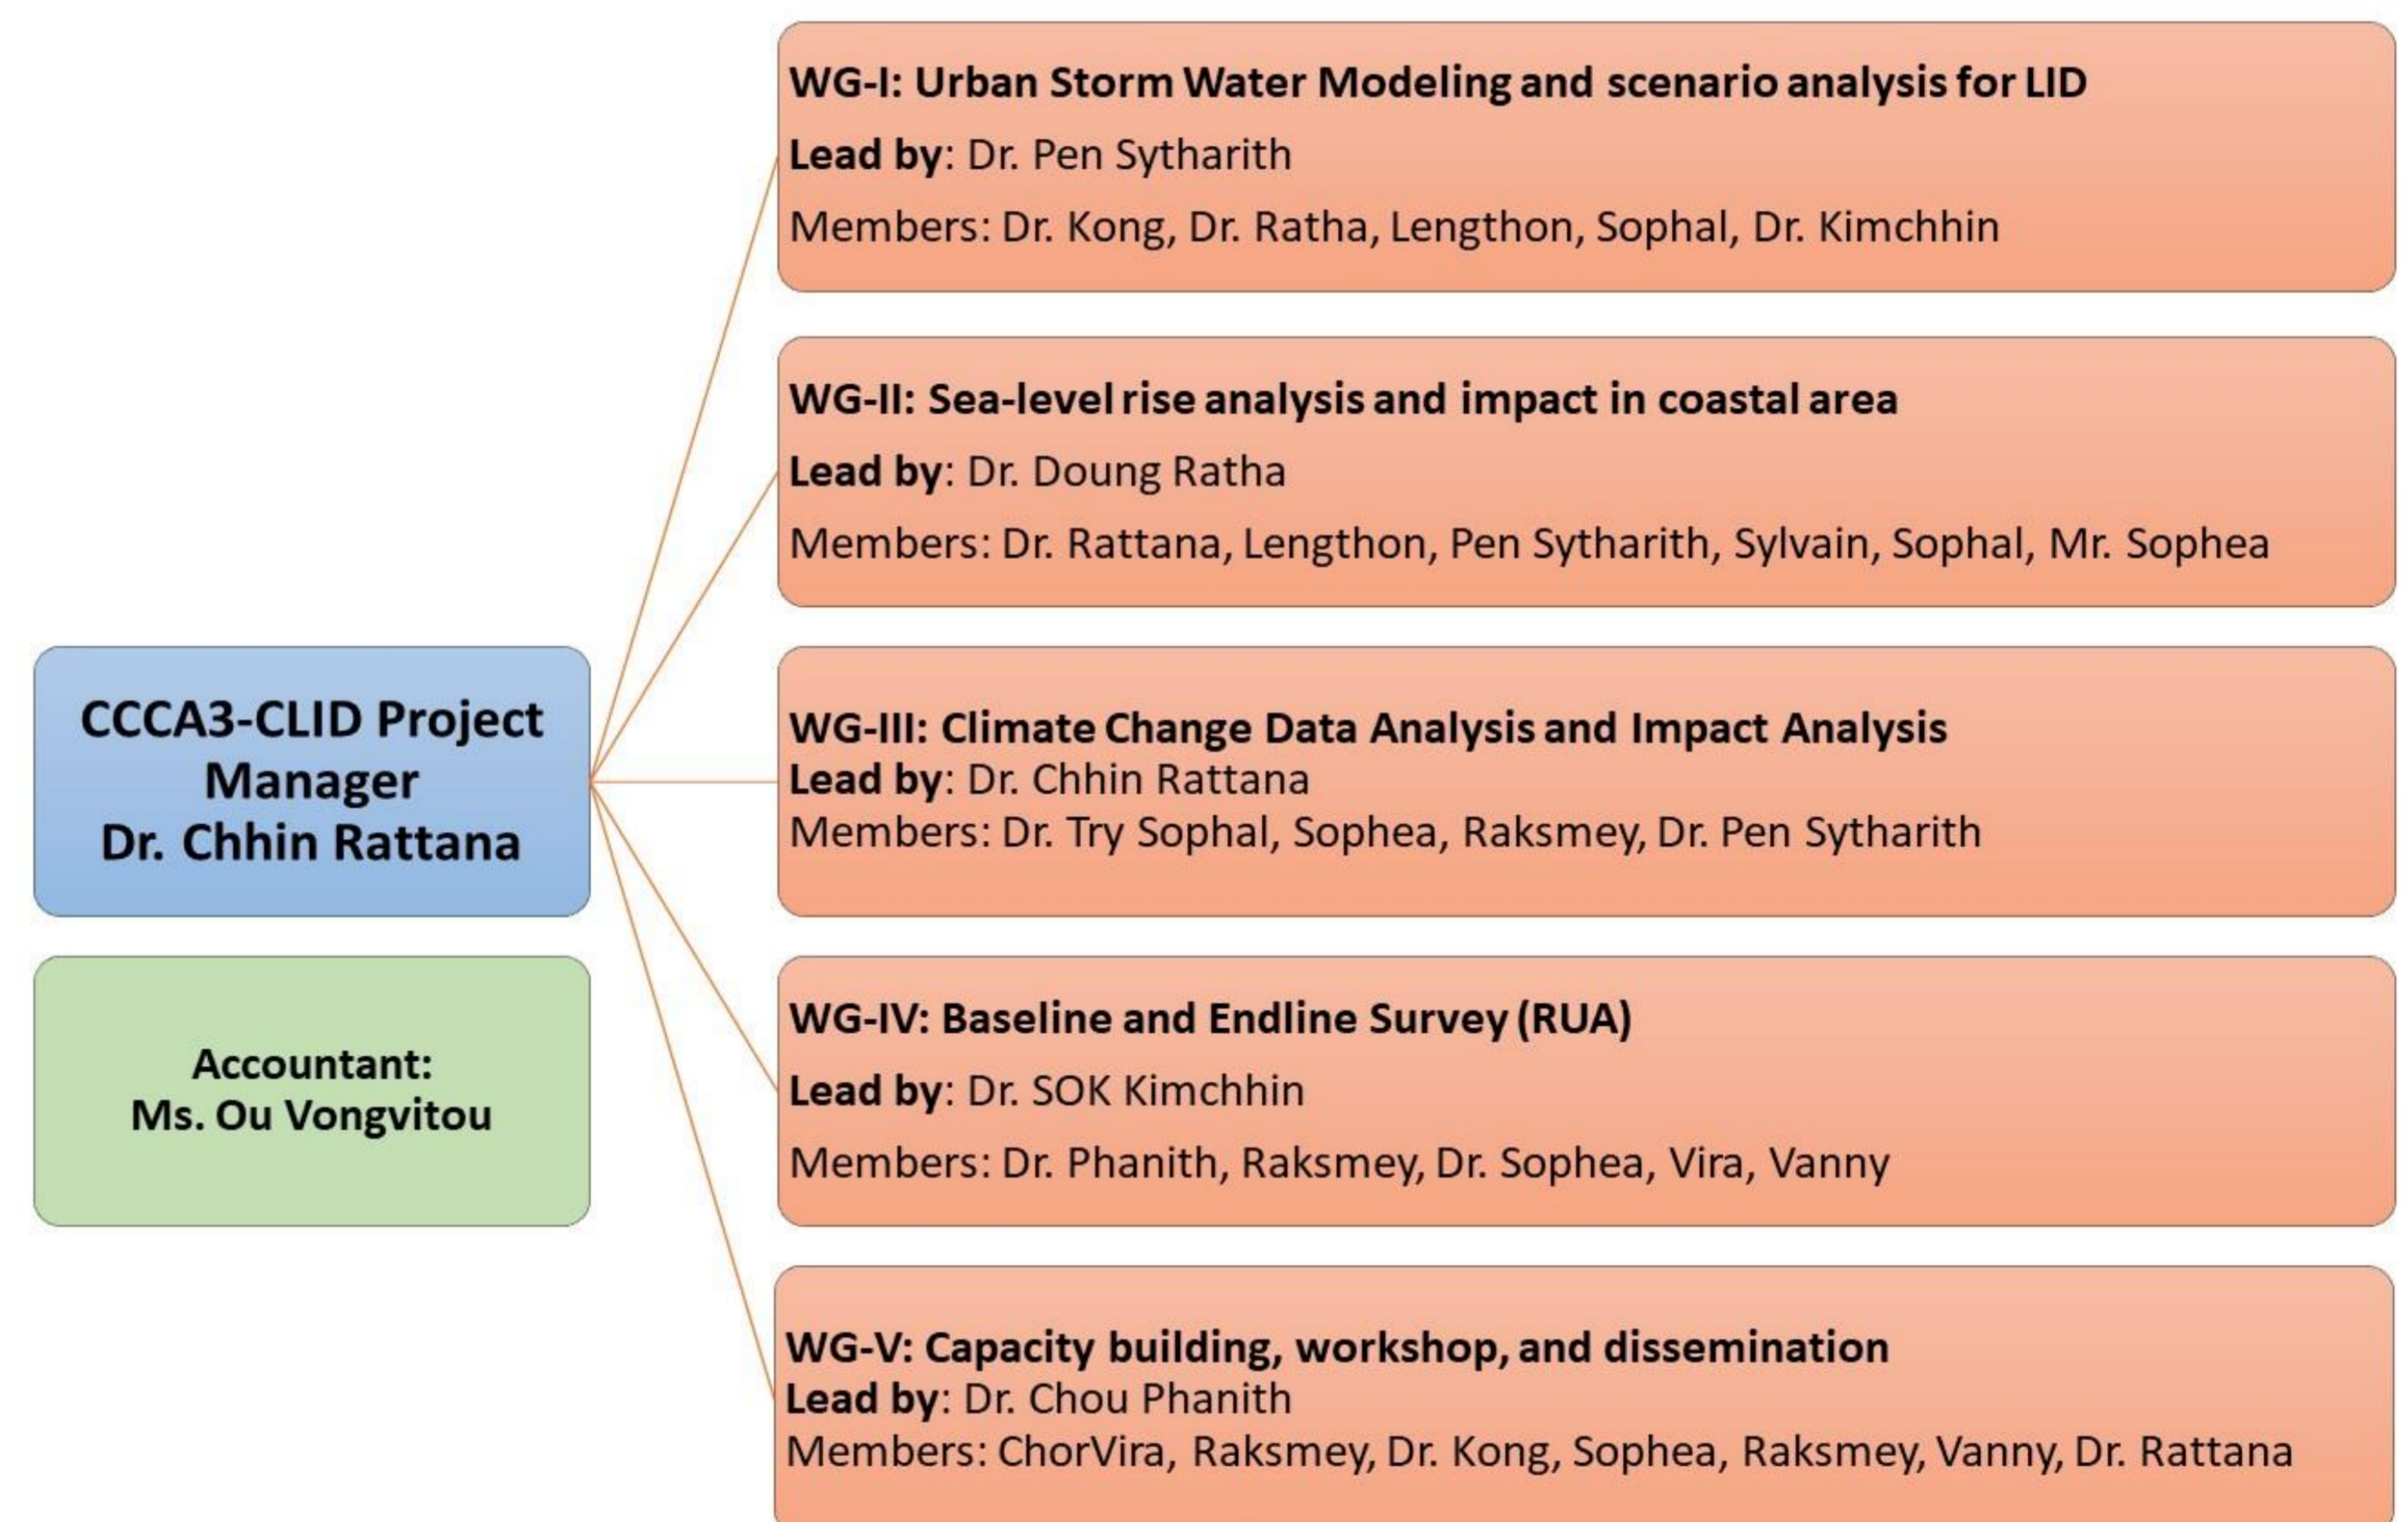 CCCA3-CLID Project
Manager
Dr. Chhin Rattana
Accountant:
Ms. Ou Vongvitou
WG-I: Urban Storm Water Modeling and scenario analysis for LID
Lead by: Dr. Pen Sytharith
Members: Dr. Kong, Dr. Ratha, Lengthon, Sophal, Dr. Kimchhin
WG-II: Sea-level rise analysis and impact in coastal area
Lead by: Dr. Doung Ratha
Members: Dr. Rattana, Lengthon, Pen Sytharith, Sylvain, Sophal, Mr. Sophea
WG-III: Climate Change Data Analysis and Impact Analysis
Lead by: Dr. Chhin Rattana
Members: Dr. Try Sophal, Sophea, Raksmey, Dr. Pen Sytharith
WG-IV: Baseline and Endline Survey (RUA)
Lead by: Dr. SOK Kimchhin
Members: Dr. Phanith, Raksmey, Dr. Sophea, Vira, Vanny
WG-V: Capacity building, workshop, and dissemination
Lead by: Dr. Chou Phanith
Members: ChorVira, Raksmey, Dr. Kong, Sophea, Raksmey, Vanny, Dr. Rattana